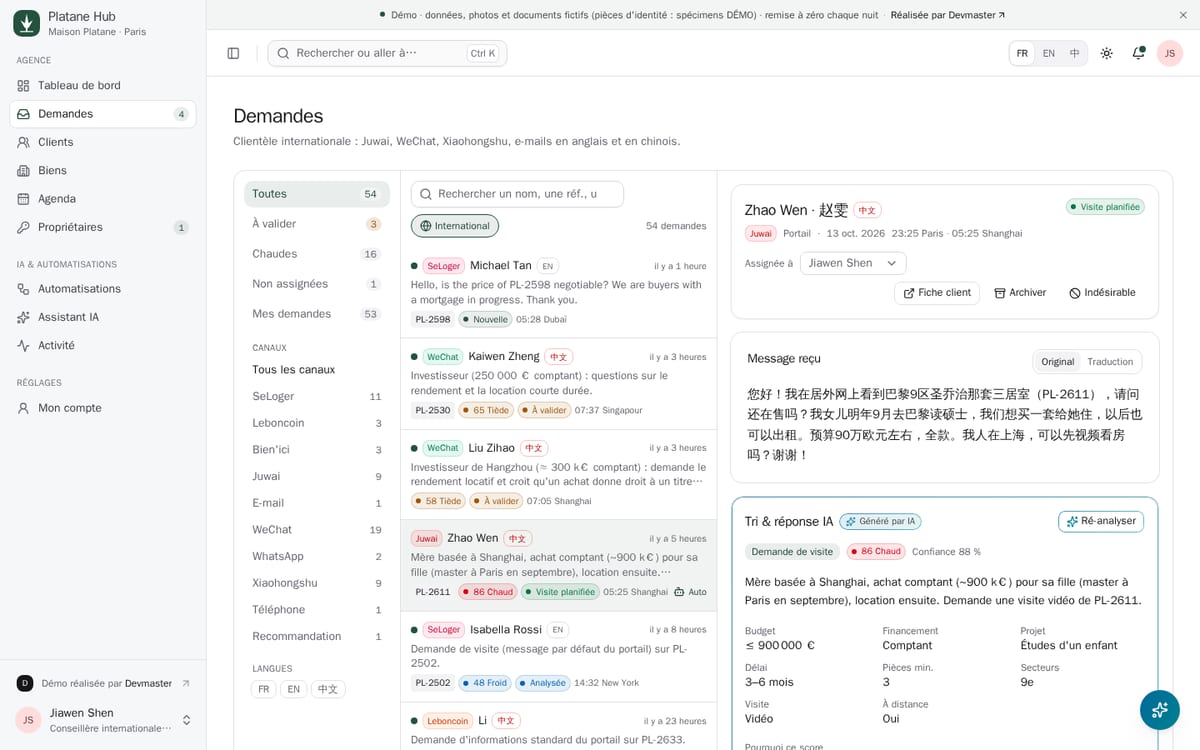 Platane Hub
Maison Platane · Paris
AGENCE
Tableau de bord
Demandes 4
Clients
Biens
Agenda
Propriétaires 1
IA & AUTOMATISATIONS
Automatisations
Assistant IA
Activité
RÉGLAGES
Mon compte
D Démo réalisée par Devmaster
JS Jiawen Shen
Conseillère internationale···
Démo · données, photos et documents fictifs (pièces d'identité : spécimens DÉMO) · remise à zéro chaque nuit · Réalisée par Devmaster
Rechercher ou aller à··· Ctrl K
FR EN 中 JS
Demandes
Clientèle internationale : Juwai, WeChat, Xiaohongshu, e-mails en anglais et en chinois.
Toutes 54
À valider 3
Chaudes 16
Non assignées 1
Mes demandes 53
CANAUX
Tous les canaux
SeLoger 11
Leboncoin 3
Bien'ici 3
Juwai 9
E-mail 1
WeChat 19
WhatsApp 2
Xiaohongshu 9
Téléphone 1
Recommandation 1
LANGUES
FR EN 中文
Rechercher un nom, une réf., u
International 54 demandes
SeLoger Michael Tan EN il y a 1 heure
Hello, is the price of PL-2598 negotiable? We are buyers with
a mortgage in progress. Thank you.
PL-2598 Nouvelle 05:28 Dubaï
WeChat Kaiwen Zheng 中文 il y a 3 heures
Investisseur (250 000 € comptant) : questions sur le
rendement et la location courte durée.
PL-2530 65 Tiède À valider 07:37 Singapour
WeChat Liu Zihao 中文 il y a 3 heures
Investisseur de Hangzhou (≈ 300 k€ comptant) : demande le
rendement locatif et croit qu'un achat donne droit à un titre···
58 Tiède À valider 07:05 Shanghai
Juwai Zhao Wen 中文 il y a 5 heures
Mère basée à Shanghai, achat comptant (~900 k€) pour sa
fille (master à Paris en septembre), location ensuite.···
PL-2611 86 Chaud Visite planifiée 05:25 Shanghai Auto
SeLoger Isabella Rossi EN il y a 8 heures
Demande de visite (message par défaut du portail) sur PL-
2502.
PL-2502 48 Froid Analysée 14:32 New York
Leboncoin Li 中文 il y a 23 heures
Demande d'informations standard du portail sur PL-2633.
Zhao Wen · 赵雯 中文 Visite planifiée
Juwai Portail · 13 oct. 2026 23:25 Paris · 05:25 Shanghai
Assignée à Jiawen Shen
Fiche client Archiver Indésirable
Message reçu Original Traduction
您好！我在居外网上看到巴黎9区圣乔治那套三居室（PL-2611），请问
还在售吗？我女儿明年9月去巴黎读硕士，我们想买一套给她住，以后也
可以出租。预算90万欧元左右，全款。我人在上海，可以先视频看房
吗？谢谢！
Tri & réponse IA Généré par IA Ré-analyser
Demande de visite 86 Chaud Confiance 88 %
Mère basée à Shanghai, achat comptant (~900 k€) pour sa fille (master à
Paris en septembre), location ensuite. Demande une visite vidéo de PL-2611.
Budget Financement Projet
≤ 900 000 € Comptant Études d'un enfant
Délai Pièces min. Secteurs
3–6 mois 3 9e
Visite À distance
Vidéo Oui
Pourquoi ce score